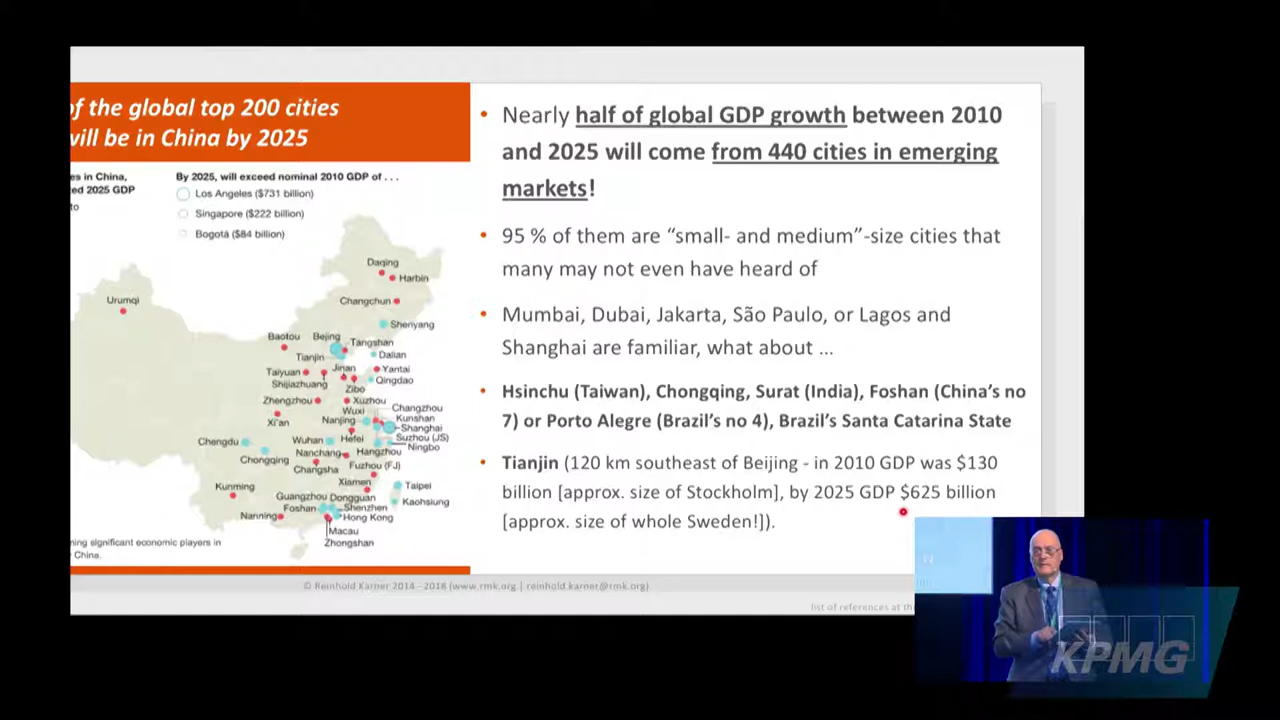 of the global top 200 cities
will be in China by 2025
es in China,
ed 2025 GDP
to
By 2025, will exceed nominal 2010 GDP of . . .
Los Angeles ($731 billion)
Singapore ($222 billion)
Bogotá ($84 billion)
Daqing
Harbin
Urumqi
Changchun
Shenyang
Baotou
Beijing
Tangshan
Tianjin
Dalian
Taiyuan
Jinan
Yantai
Shijiazhuang
Qingdao
Zibo
Zhengzhou
Xuzhou
Wuxi
Changzhou
Xi'an
Nanjing
Kunshan
Shanghai
Chengdu
Wuhan
Hefei
Suzhou (JS)
Ningbo
Chongqing
Nanchang
Hangzhou
Changsha
Fuzhou (FJ)
Kunming
Xiamen
Taipei
Guangzhou
Dongguan
Kaohsiung
Foshan
Shenzhen
Nanning
Hong Kong
Macau
Zhongshan
ming significant economic players in
China.
• Nearly half of global GDP growth between 2010
and 2025 will come from 440 cities in emerging
markets!
• 95 % of them are “small- and medium”-size cities that
many may not even have heard of
• Mumbai, Dubai, Jakarta, São Paulo, or Lagos and
Shanghai are familiar, what about ...
• Hsinchu (Taiwan), Chongqing, Surat (India), Foshan (China’s no
7) or Porto Alegre (Brazil’s no 4), Brazil’s Santa Catarina State
• Tianjin (120 km southeast of Beijing - in 2010 GDP was $130
billion [approx. size of Stockholm], by 2025 GDP $625 billion
[approx. size of whole Sweden!]).
© Reinhold Karner 2014 - 2018 (www.rmk.org | reinhold.karner@rmk.org)
list of references at th
KPMG